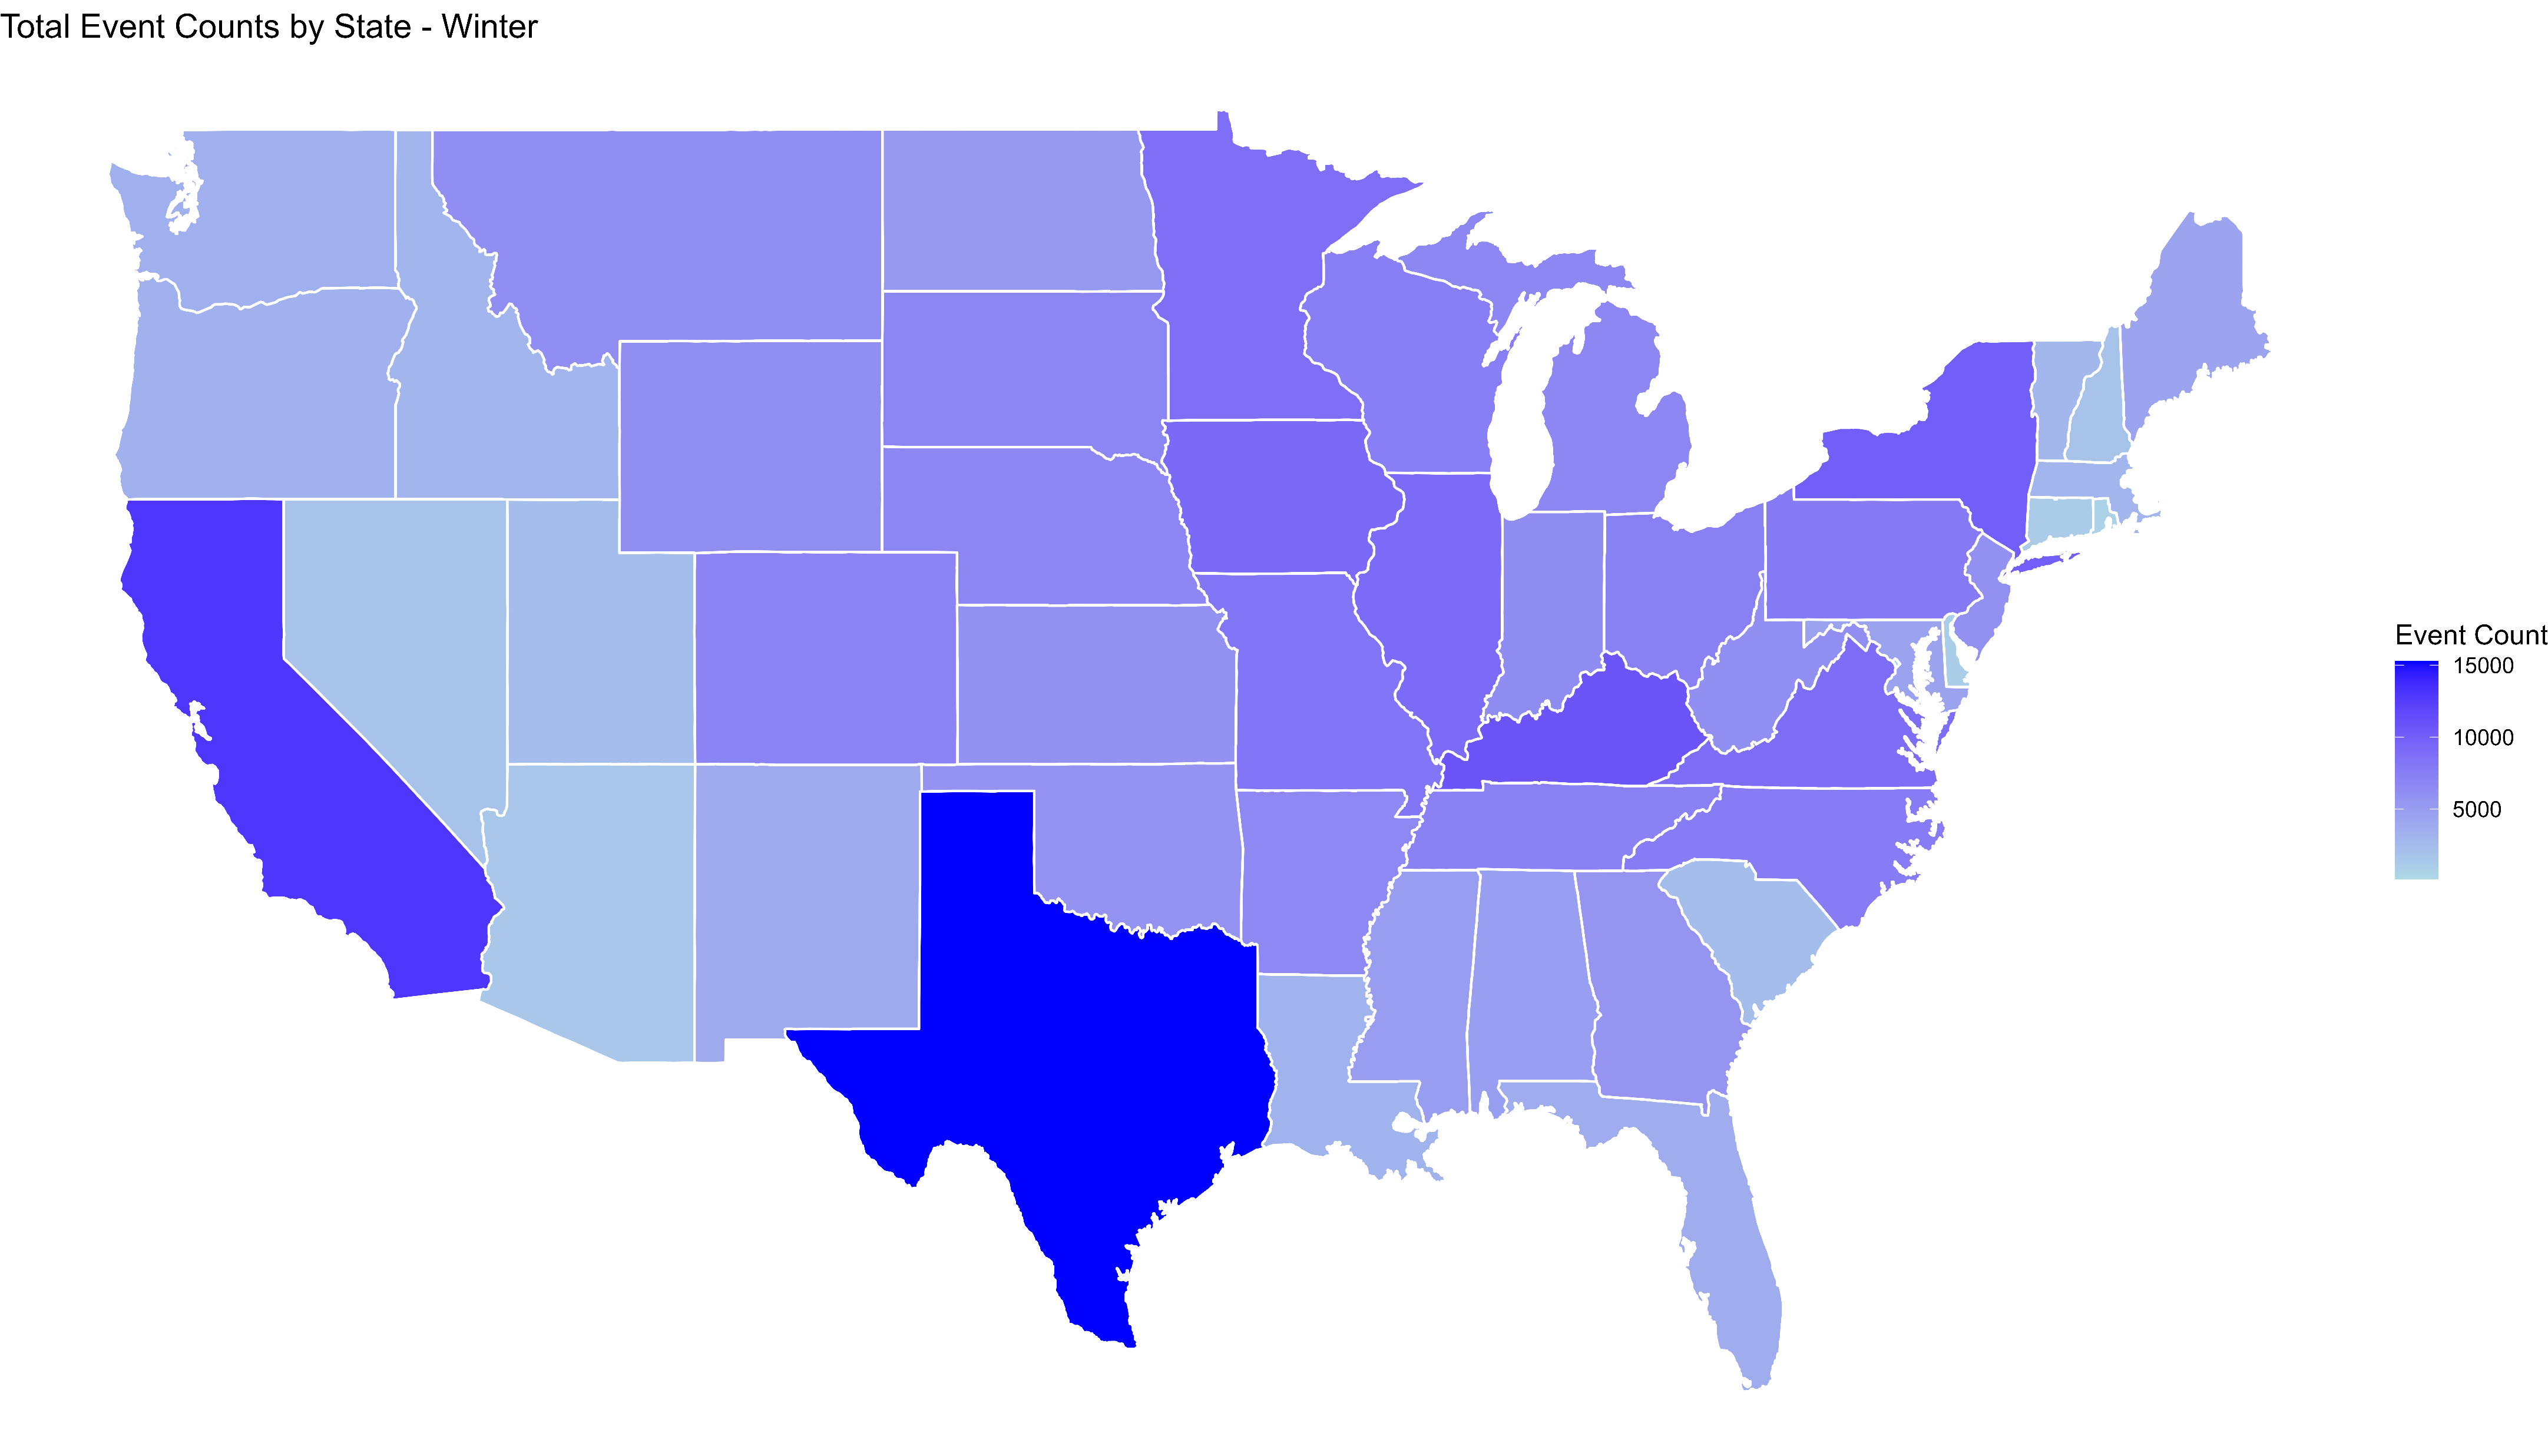 Total Event Counts by State - Winter
Event Count
15000
10000
5000